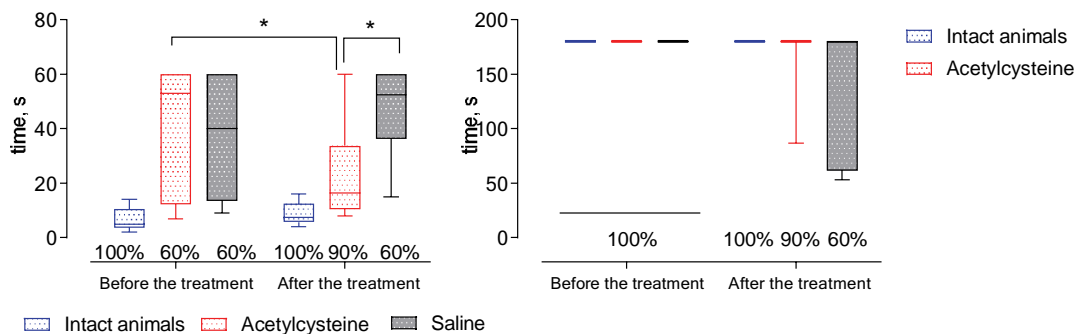 80
60
40
20
0
time, s
*
*
100%
60%
60%
100%
90%
60%
Before the treatment
After the treatment
Intact animals
Acetylcysteine
Saline
200
150
100
50
0
time, s
100%
100%
90%
60%
Before the treatment
After the treatment
Intact animals
Acetylcysteine